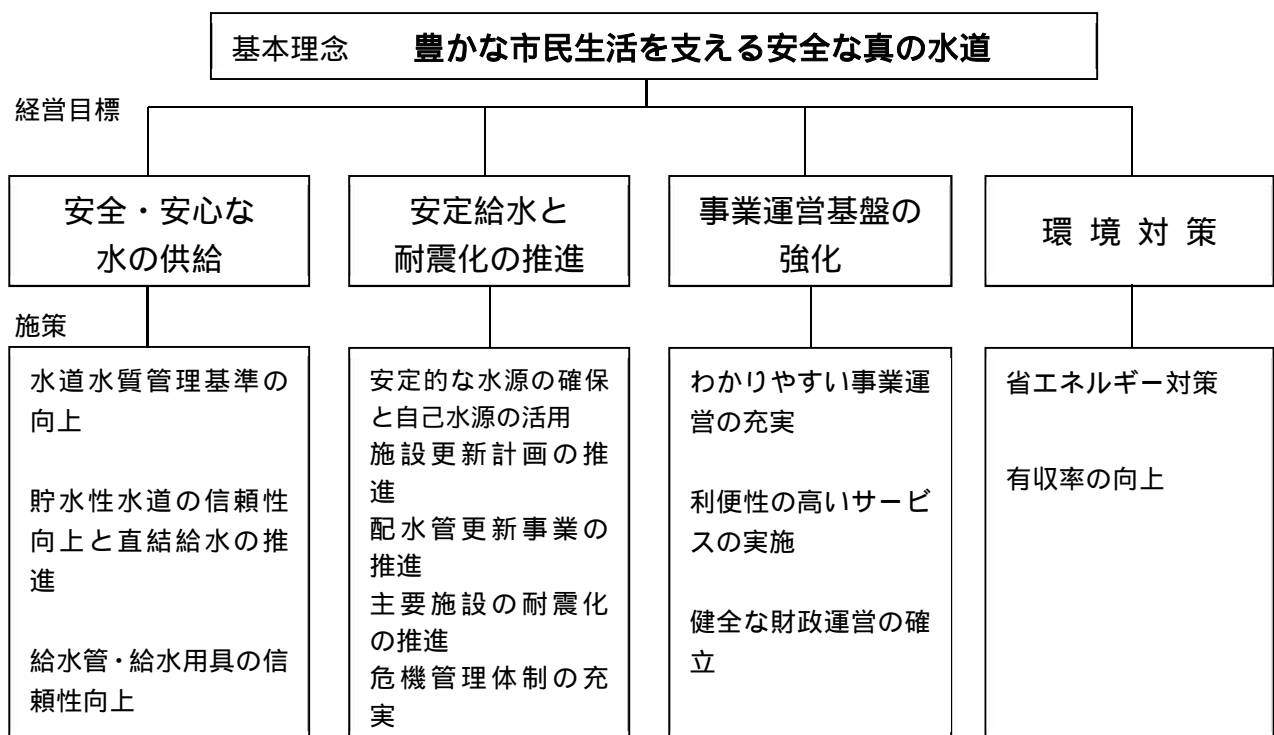 基本理念 豊かな市民生活を支える安全な真の水道
経営目標
安全・安心な
水の供給
安定給水と
耐震化の推進
事業運営基盤の
強化
環境対策
施策
水道水質管理基準の
向上
貯水性水道の信頼性
向上と直結給水の推
進
給水管・給水用具の信
頼性向上
安定的な水源の確保
と自己水源の活用
施設更新計画の推
進
配水管更新事業の
推進
主要施設の耐震化
の推進
危機管理体制の充
実
わかりやすい事業運
営の充実
利便性の高いサービ
スの実施
健全な財政運営の確
立
省エネルギー対策
有収率の向上